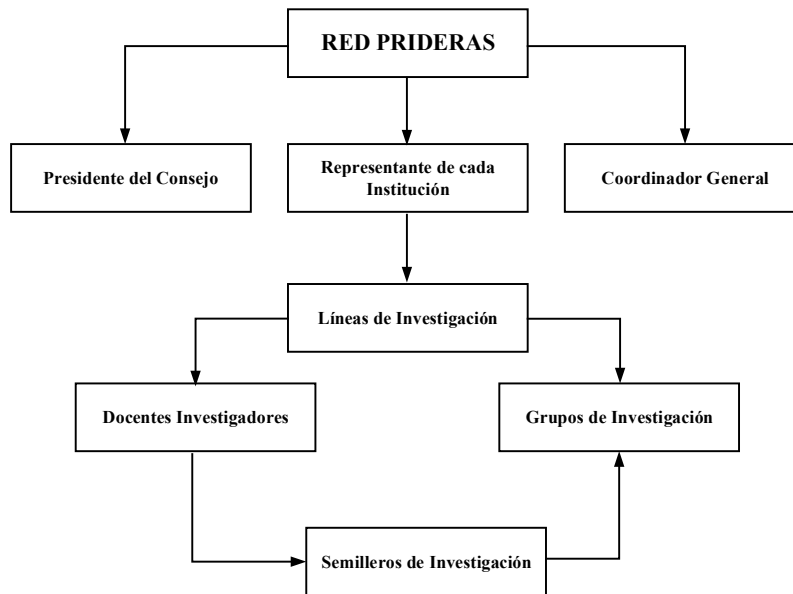 RED PRIDERAS
Presidente del Consejo
Representante de cada
Institución
Coordinador General
Líneas de Investigación
Docentes Investigadores
Grupos de Investigación
Semilleros de Investigación